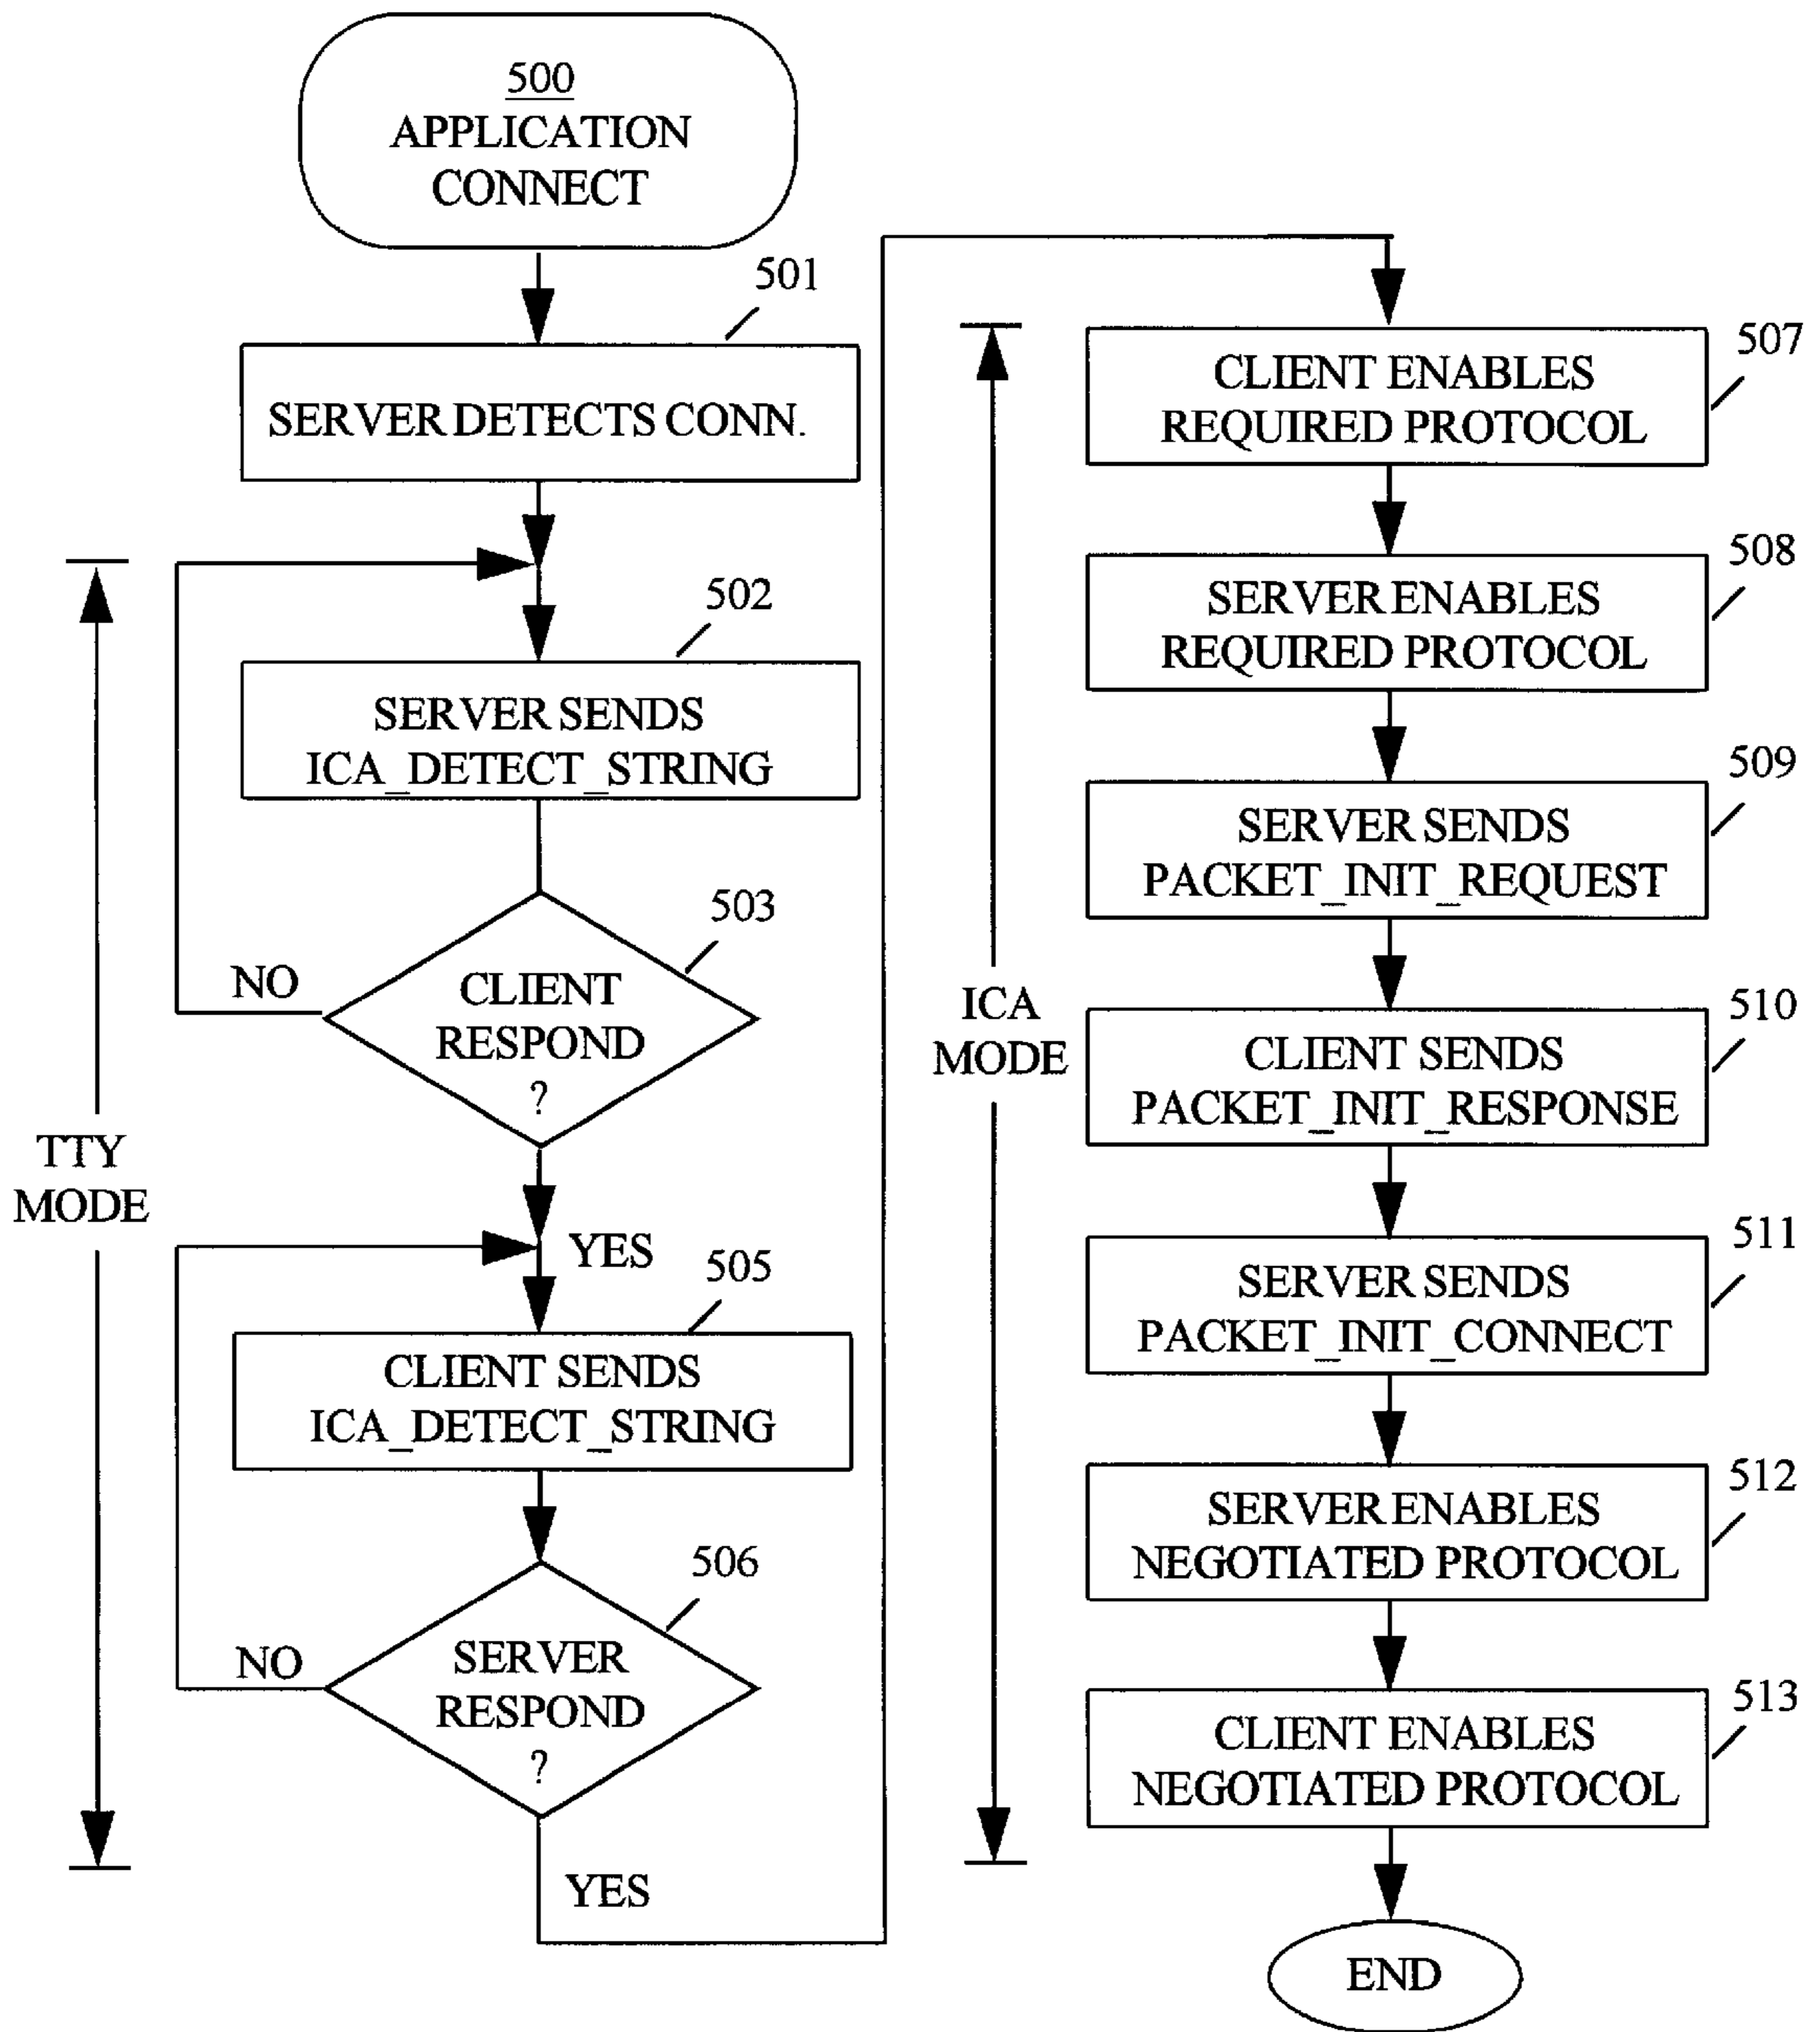 500
APPLICATION
CONNECT
501
SERVER DETECTS CONN.
502
SERVER SENDS
ICA_DETECT_STRING
503
NO
CLIENT
RESPOND
?
TTY
MODE
YES
505
CLIENT SENDS
ICA_DETECT_STRING
506
NO
SERVER
RESPOND
?
YES
ICA
MODE
507
CLIENT ENABLES
REQUIRED PROTOCOL
508
SERVER ENABLES
REQUIRED PROTOCOL
509
SERVER SENDS
PACKET_INIT_REQUEST
510
CLIENT SENDS
PACKET_INIT_RESPONSE
511
SERVER SENDS
PACKET_INIT_CONNECT
512
SERVER ENABLES
NEGOTIATED PROTOCOL
513
CLIENT ENABLES
NEGOTIATED PROTOCOL
END